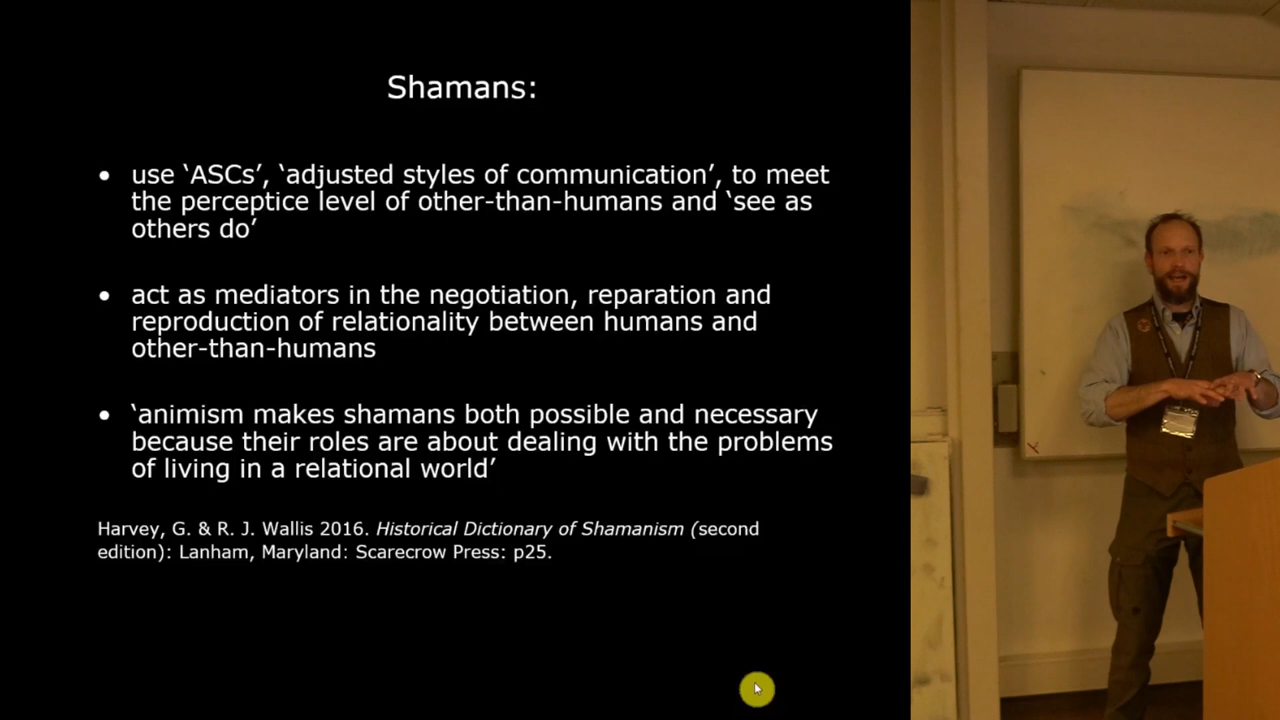 Shamans:
• use ‘ASCs’, ‘adjusted styles of communication’, to meet
the perceptice level of other-than-humans and ‘see as
others do’
• act as mediators in the negotiation, reparation and
reproduction of relationality between humans and
other-than-humans
• ‘animism makes shamans both possible and necessary
because their roles are about dealing with the problems
of living in a relational world’
Harvey, G. & R. J. Wallis 2016. Historical Dictionary of Shamanism (second
edition): Lanham, Maryland: Scarecrow Press: p25.